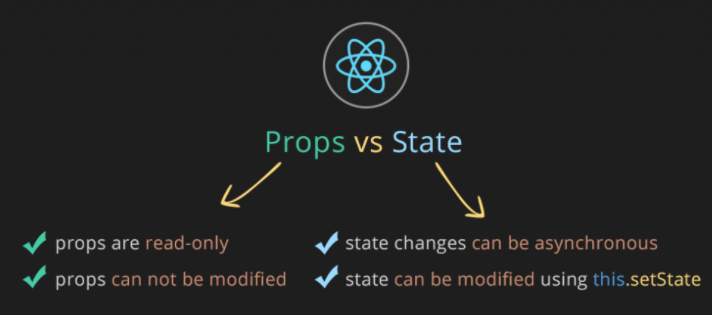 Props vs State
props are read-only
props can not be modified
state changes can be asynchronous
state can be modified using this.setState